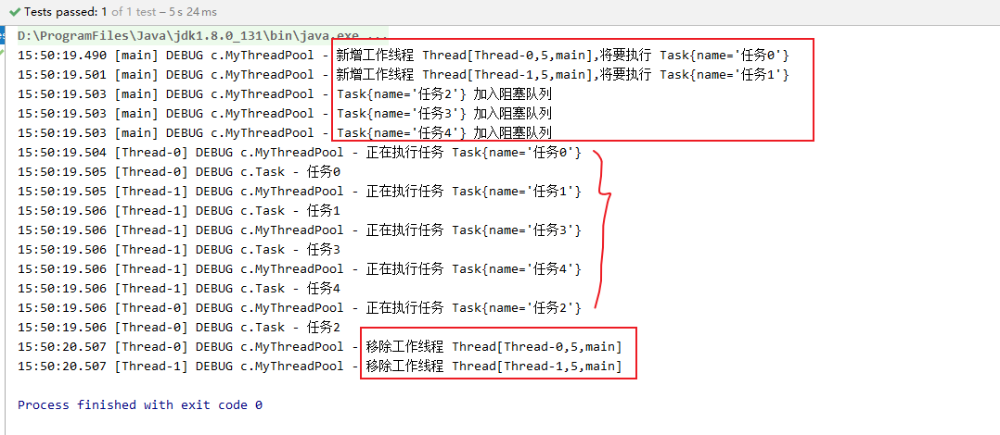 Tests passed: 1 of 1 test – 5 s 24 ms
D:\ProgramFiles\Java\jdk1.8.0_131\bin\java.exe ...
15:50:19.490 [main] DEBUG c.MyThreadPool - 新增工作线程 Thread[Thread-0,5,main],将要执行 Task{name='任务0'}
15:50:19.501 [main] DEBUG c.MyThreadPool - 新增工作线程 Thread[Thread-1,5,main],将要执行 Task{name='任务1'}
15:50:19.503 [main] DEBUG c.MyThreadPool - Task{name='任务2'} 加入阻塞队列
15:50:19.503 [main] DEBUG c.MyThreadPool - Task{name='任务3'} 加入阻塞队列
15:50:19.503 [main] DEBUG c.MyThreadPool - Task{name='任务4'} 加入阻塞队列
15:50:19.504 [Thread-0] DEBUG c.MyThreadPool - 正在执行任务 Task{name='任务0'}
15:50:19.505 [Thread-0] DEBUG c.Task - 任务0
15:50:19.505 [Thread-1] DEBUG c.MyThreadPool - 正在执行任务 Task{name='任务1'}
15:50:19.506 [Thread-1] DEBUG c.Task - 任务1
15:50:19.506 [Thread-1] DEBUG c.MyThreadPool - 正在执行任务 Task{name='任务3'}
15:50:19.506 [Thread-1] DEBUG c.Task - 任务3
15:50:19.506 [Thread-1] DEBUG c.MyThreadPool - 正在执行任务 Task{name='任务4'}
15:50:19.506 [Thread-1] DEBUG c.Task - 任务4
15:50:19.506 [Thread-0] DEBUG c.MyThreadPool - 正在执行任务 Task{name='任务2'}
15:50:19.506 [Thread-0] DEBUG c.Task - 任务2
15:50:20.507 [Thread-0] DEBUG c.MyThreadPool - 移除工作线程 Thread[Thread-0,5,main]
15:50:20.507 [Thread-1] DEBUG c.MyThreadPool - 移除工作线程 Thread[Thread-1,5,main]
Process finished with exit code 0